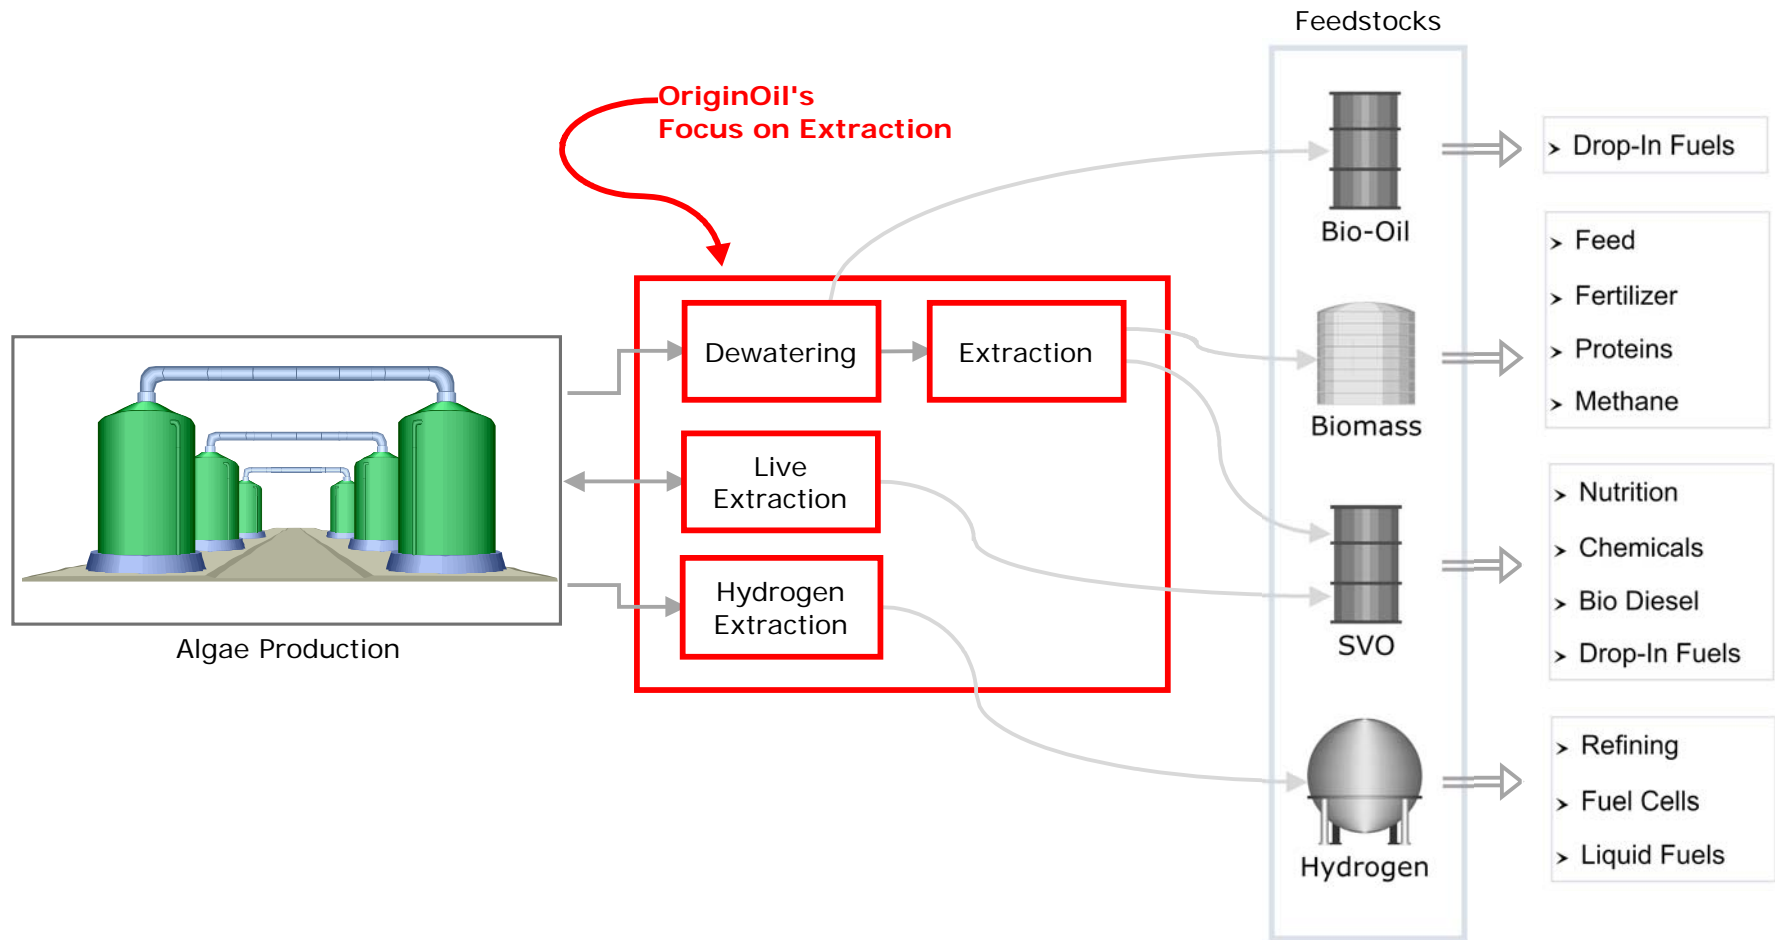 Feedstocks
OriginOil's
Focus on Extraction
Dewatering
Extraction
Live
Extraction
Hydrogen
Extraction
Algae Production
Bio-Oil
Biomass
SVO
Hydrogen
➢ Drop-In Fuels
➢ Feed
➢ Fertilizer
➢ Proteins
➢ Methane
➢ Nutrition
➢ Chemicals
➢ Bio Diesel
➢ Drop-In Fuels
➢ Refining
➢ Fuel Cells
➢ Liquid Fuels